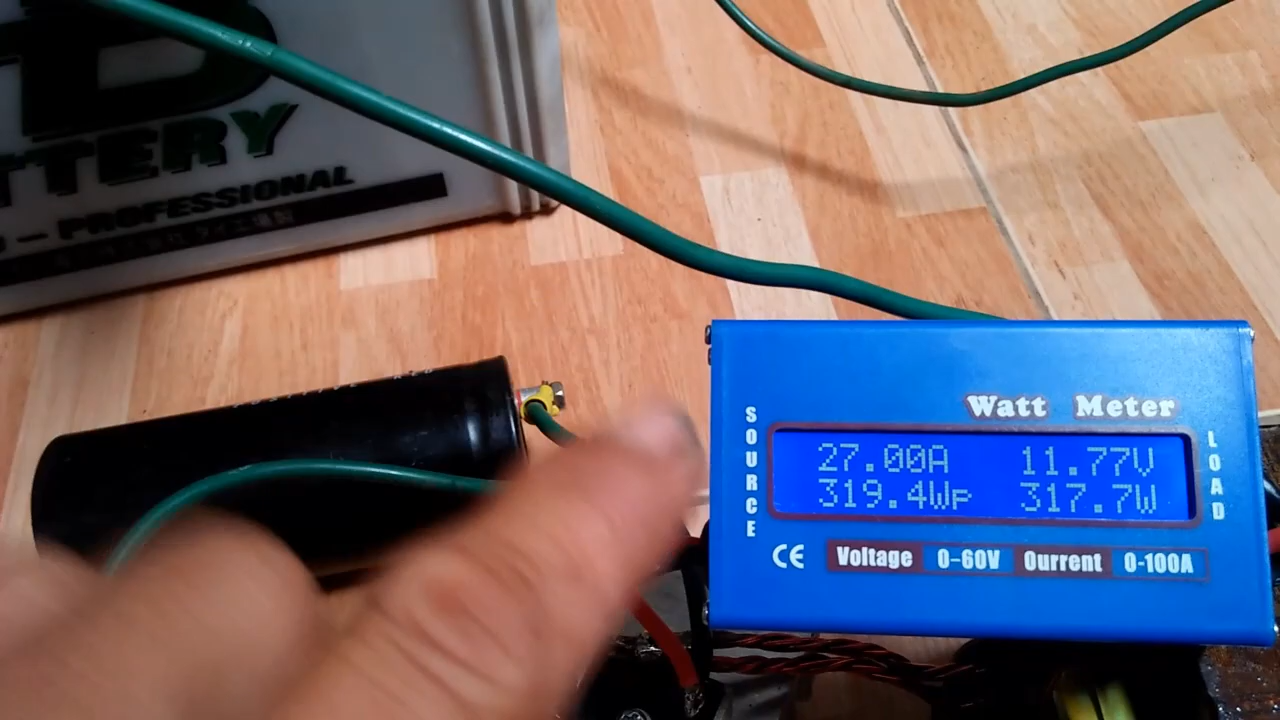 TERY
- PROFESSIONAL
Watt Meter
SOURCE
27.00A 11.77V
319.4Wp 317.7W
LOAD
CE Voltage 0-60V Ourrent 0-100A